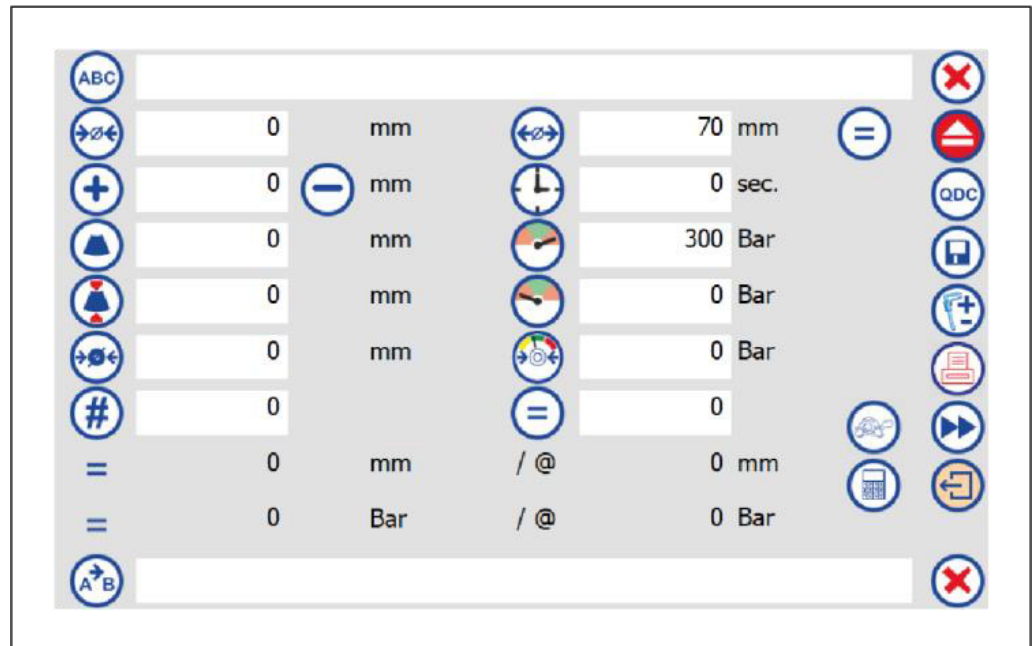 ABC
0 mm 70 mm =
0 mm 0 sec. QDC
0 mm 300 Bar
0 mm 0 Bar
0 mm 0 Bar
# 0 = 0
= 0 mm / @ 0 mm
= 0 Bar / @ 0 Bar
A B